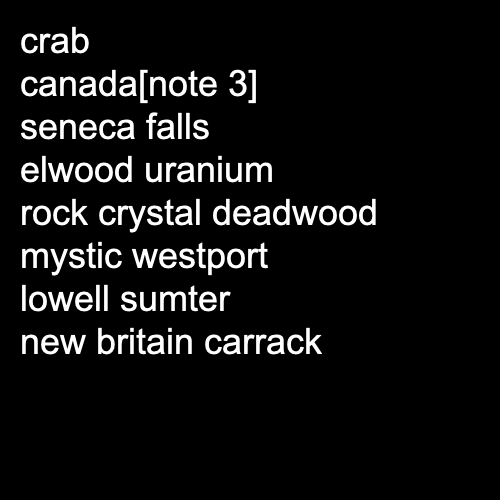 crab
canada[note 3]
seneca falls
elwood uranium
rock crystal deadwood
mystic westport
lowell sumter
new britain carrack